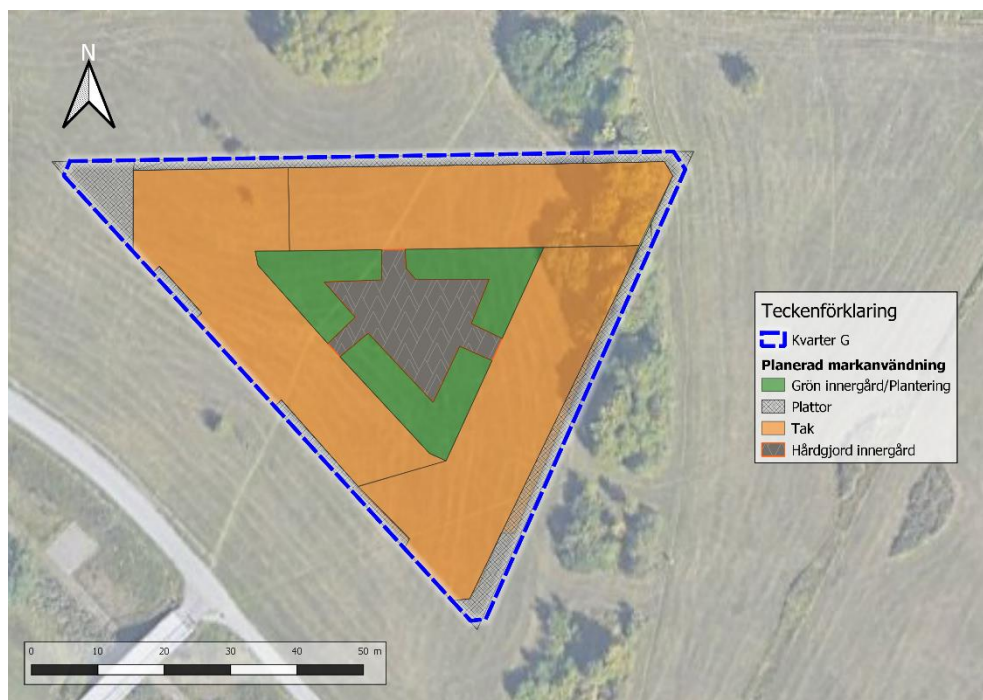 N
Teckenförklaring
Kvarter G
Planerad markanvändning
Grön innergård/Plantering
Plattor
Tak
Hårdgjord innergård
0 10 20 30 40 50 m